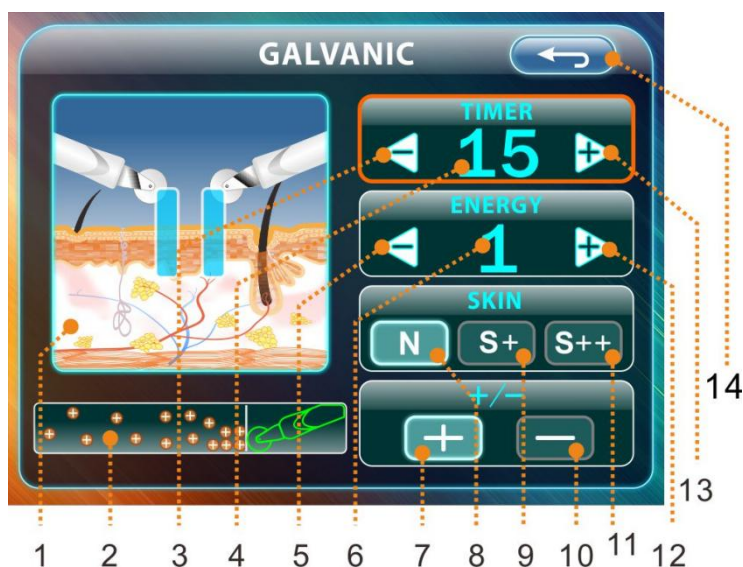 GALVANIC
TIMER
15
ENERGY
1
SKIN
N S+ S++
+/-
14
13
1 2 3 4 5 6 7 8 9 10 11 12